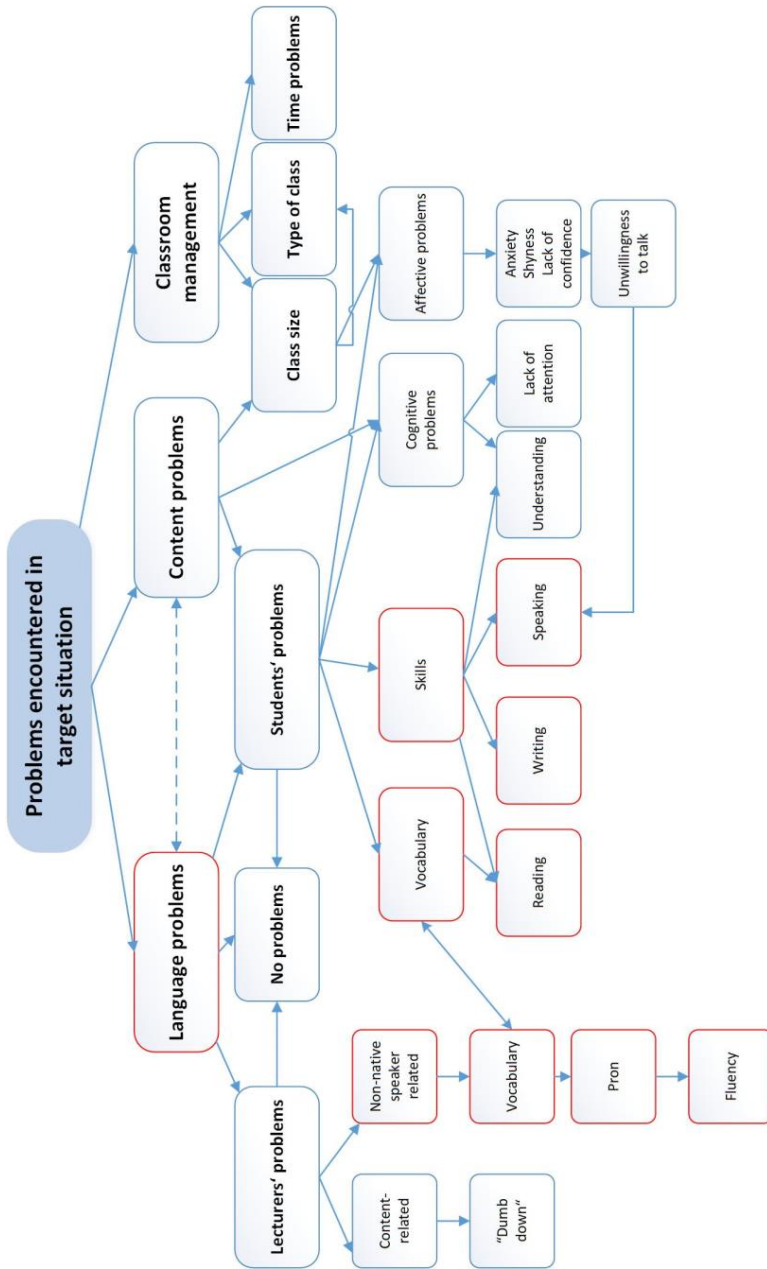 Problems encountered in
target situation
Language problems
Content problems
Classroom
management
Lecturers‘ problems
No problems
Students‘ problems
Class size
Type of class
Time problems
Content-
related
Non-native
speaker
related
Vocabulary
Skills
Cognitive
problems
Affective problems
"Dumb
down“
Vocabulary
Pron
Fluency
Reading
Writing
Speaking
Understanding
Lack of
attention
Anxiety
Shyness
Lack of
confidence
Unwillingness
to talk